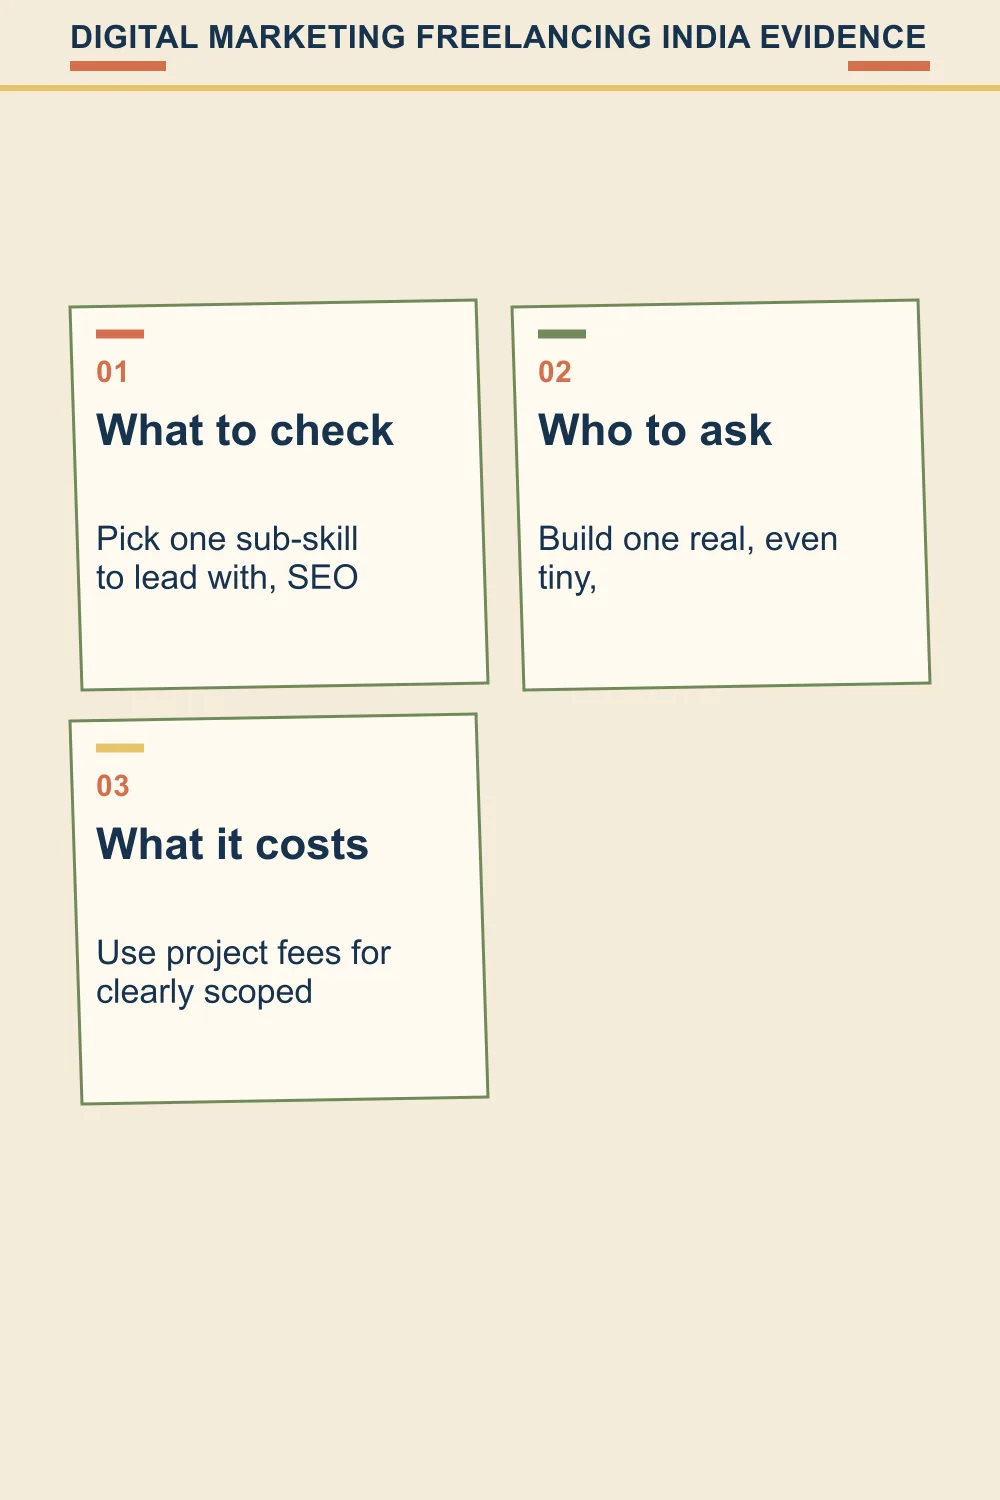 DIGITAL MARKETING FREELANCING INDIA EVIDENCE
01
What to check
Pick one sub-skill
to lead with, SEO
02
Who to ask
Build one real, even
tiny,
03
What it costs
Use project fees for
clearly scoped